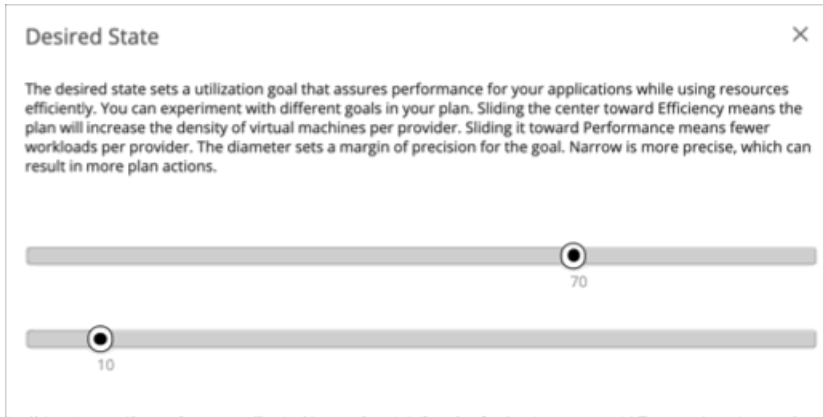 Desired State
The desired state sets a utilization goal that assures performance for your applications while using resources
efficiently. You can experiment with different goals in your plan. Sliding the center toward Efficiency means the
plan will increase the density of virtual machines per provider. Sliding it toward Performance means fewer
workloads per provider. The diameter sets a margin of precision for the goal. Narrow is more precise, which can
result in more plan actions.
70
10